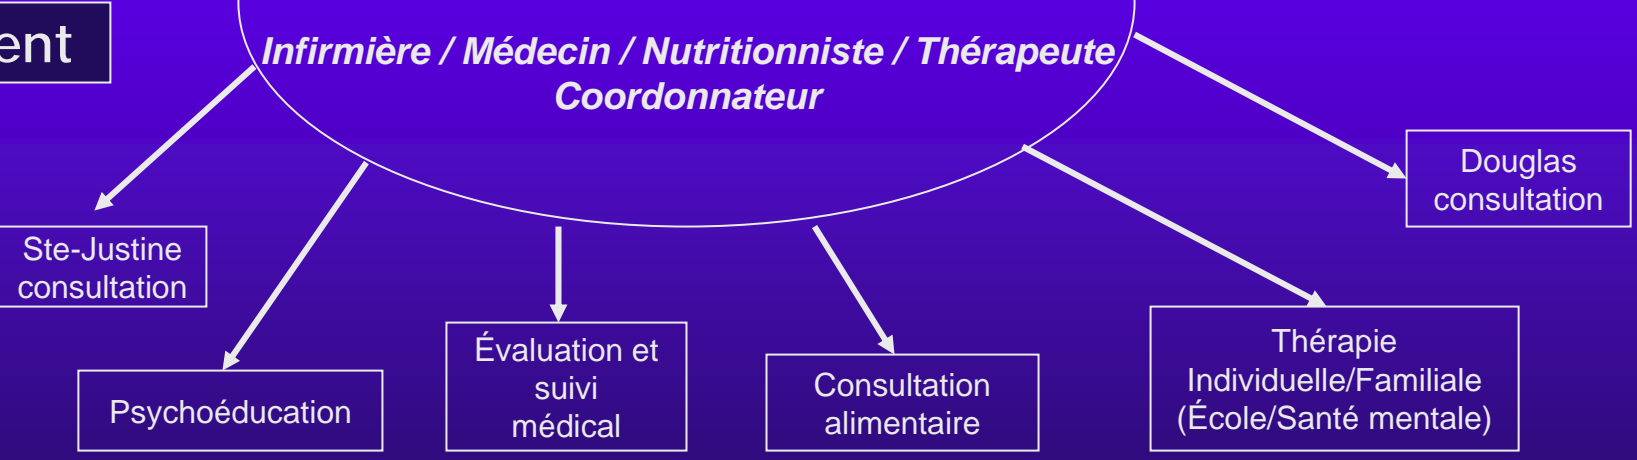 Infirmière / Médecin / Nutritionniste / Thérapeute
Coordonnateur
Douglas
consultation
Ste-Justine
consultation
Psychoéducation
Évaluation et
suivi
médical
Consultation
alimentaire
Thérapie
Individuelle/Familiale
(École/Santé mentale)